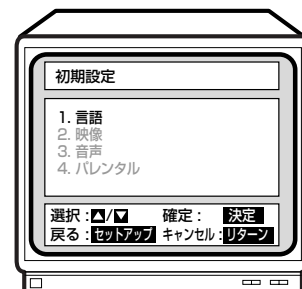 初期設定
1. 言語
2. 映像
3. 音声
4. パレンタル
選択:▲/▼ 確定: 決定
戻る:セットアップ キャンセル:リターン